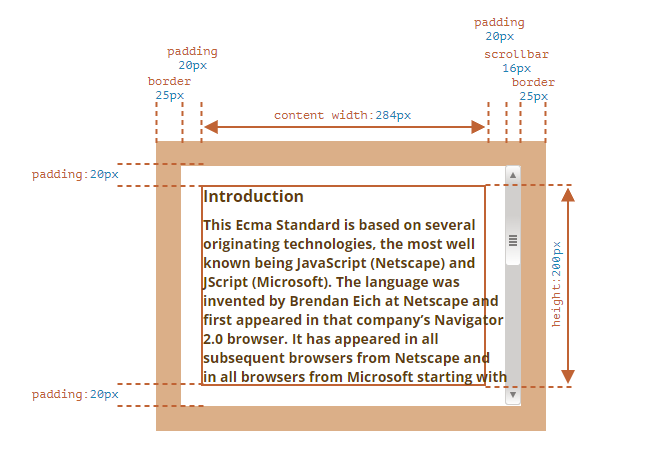 padding
20px
scrollbar
16px
border
25px
padding
20px
border
25px
content width:284px
padding:20px
Introduction
This Ecma Standard is based on several
originating technologies, the most well
known being JavaScript (Netscape) and
JScript (Microsoft). The language was
invented by Brendan Eich at Netscape and
first appeared in that company’s Navigator
2.0 browser. It has appeared in all
subsequent browsers from Netscape and
in all browsers from Microsoft starting with
height:200px
padding:20px